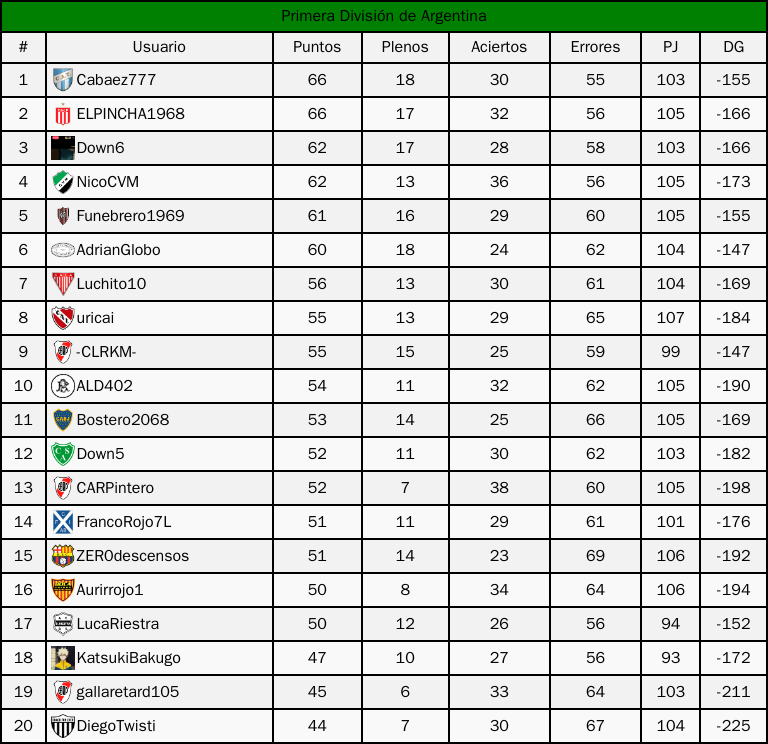 Primera División de Argentina
# Usuario Puntos Plenos Aciertos Errores PJ DG
1 Cabaez777 66 18 30 55 103 -155
2 ELPINCHA1968 66 17 32 56 105 -166
3 Down6 62 17 28 58 103 -166
4 NicoCVM 62 13 36 56 105 -173
5 Funebrero1969 61 16 29 60 105 -155
6 AdrianGlobo 60 18 24 62 104 -147
7 Luchito10 56 13 30 61 104 -169
8 uricai 55 13 29 65 107 -184
9 -CLRKM- 55 15 25 59 99 -147
10 ALD402 54 11 32 62 105 -190
11 Bostero2068 53 14 25 66 105 -169
12 Down5 52 11 30 62 103 -182
13 CARPintero 52 7 38 60 105 -198
14 FrancoRojo7L 51 11 29 61 101 -176
15 ZER0descensos 51 14 23 69 106 -192
16 Aurirrojo1 50 8 34 64 106 -194
17 LucaRiestra 50 12 26 56 94 -152
18 KatsukiBakugo 47 10 27 56 93 -172
19 gallaretard105 45 6 33 64 103 -211
20 DiegoTwisti 44 7 30 67 104 -225